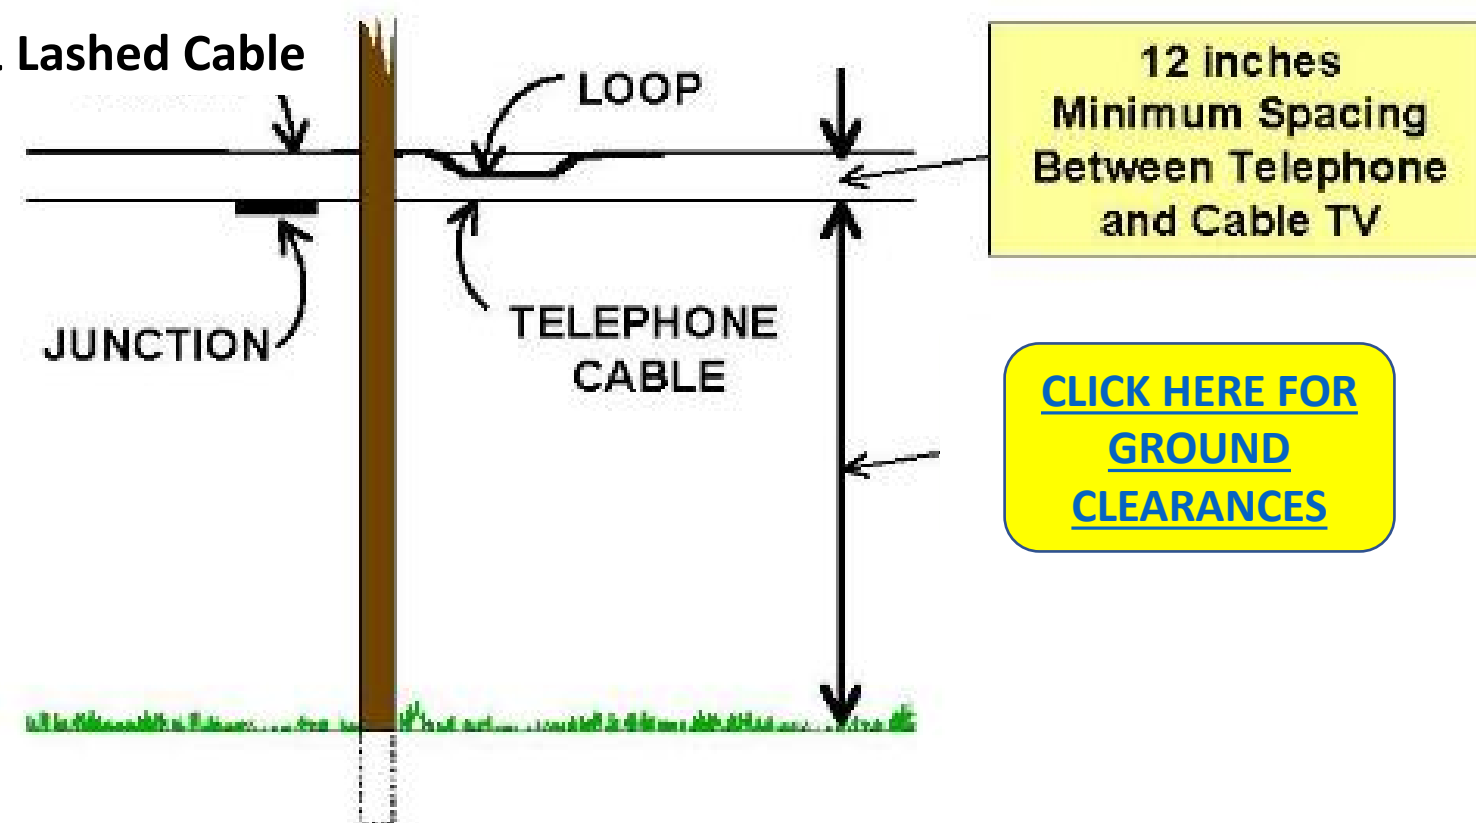 Lashed Cable
LOOP
12 inches
Minimum Spacing
Between Telephone
and Cable TV
JUNCTION
TELEPHONE
CABLE
CLICK HERE FOR
GROUND
CLEARANCES